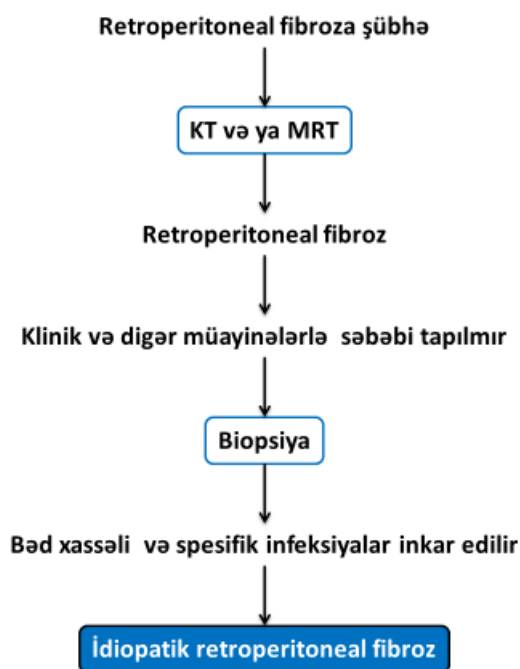 Retroperitoneal fibroza şübhə
KT və ya MRT
Retroperitoneal fibroz
Klinik və digər müayinələrlə səbəbi tapılmır
Biopsiya
Bəd xassəli və spesifik infeksiyalar inkar edilir
İdiopatik retroperitoneal fibroz